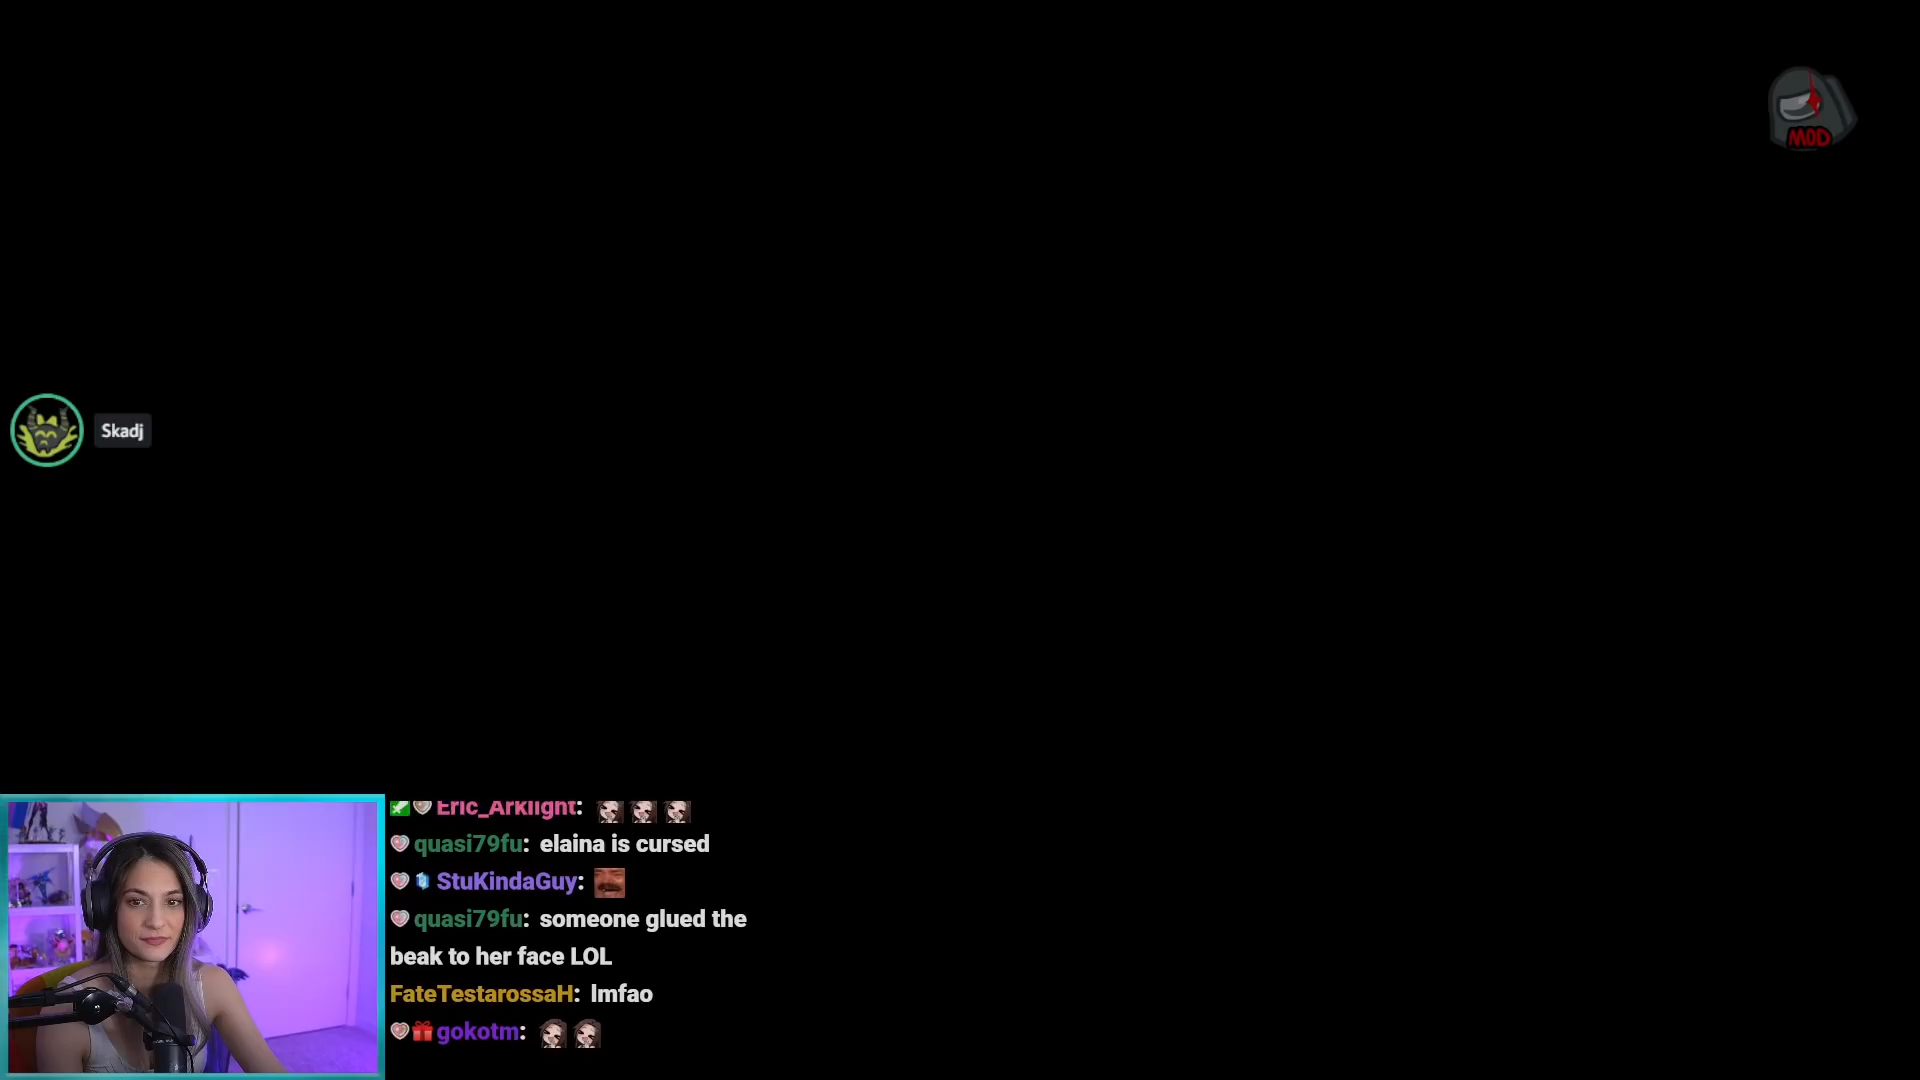 MOD
Skadj
Eric_Arklight:
quasi79fu: elaina is cursed
StuKindaGuy:
quasi79fu: someone glued the
beak to her face LOL
FateTestarossaH: lmfao
gokotm: